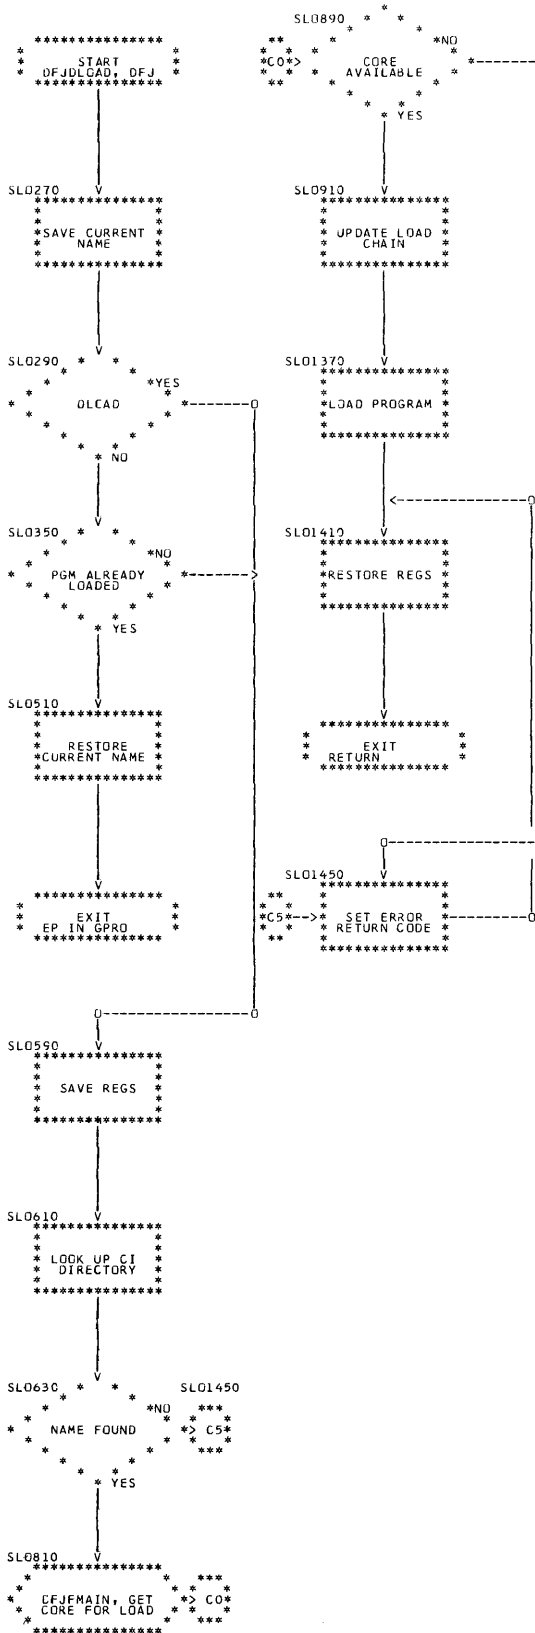 START
DFJDLOAD, DFJ
SL0270
SAVE CURRENT
NAME
SL0290
YES
DLCAD
NO
SL0350
NO
PGM ALREADY
LOADED
YES
SL0510
RESTORE
CURRENT NAME
EXIT
EP IN GPRO
SL0590
SAVE REGS
SL0610
LOOK UP CI
DIRECTORY
SL0630
SL01450
NO
NAME FOUND
C5
YES
SL0810
DFJFMAIN, GET
CORE FOR LOAD
C0
SL0890
NO
C0
CORE
AVAILABLE
YES
SL0910
UPDATE LOAD
CHAIN
SL01370
LOAD PROGRAM
SL01410
RESTORE REGS
EXIT
RETURN
SL01450
C5
SET ERROR
RETURN CODE